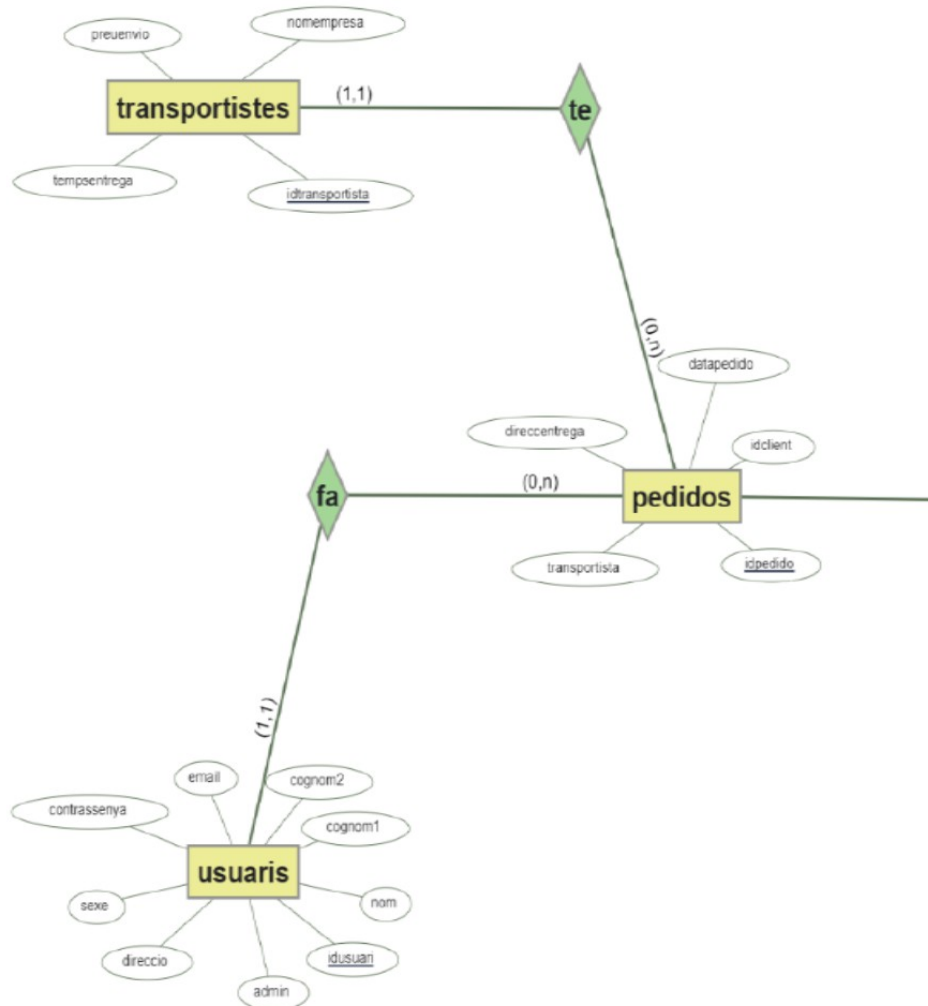 nomempresa
preuenvio
transportistes
(1,1)
te
tempsentrega
idtransportista
(0,n)
datapedido
direccentrega
idclient
fa
(0,n)
pedidos
transportista
idpedido
(1,1)
email
cognom2
contrassenya
cognom1
usuaris
sexe
nom
direccio
idusuari
admin